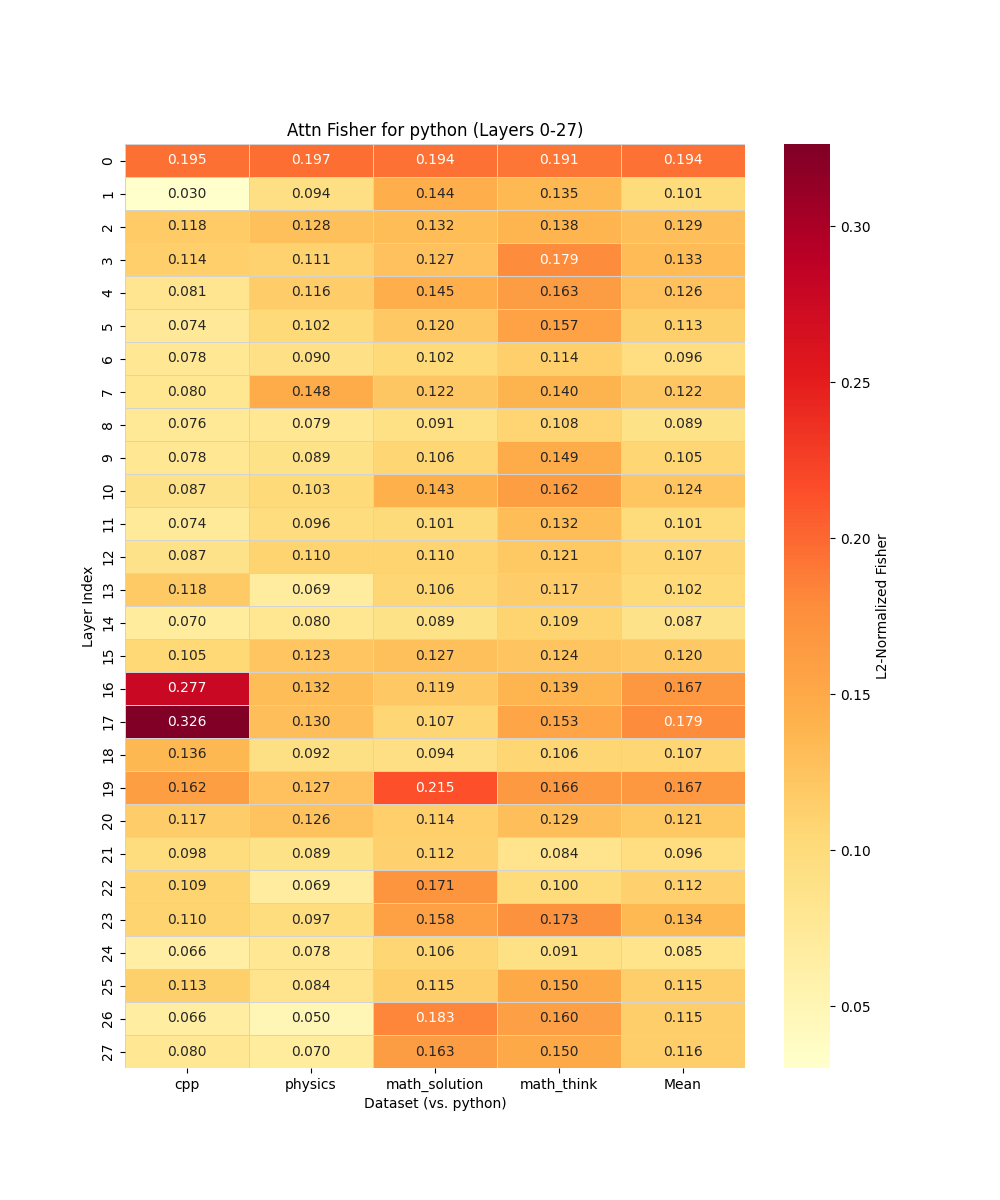 Attn Fisher for python (Layers 0-27)
0 0.195 0.197 0.194 0.191 0.194
1 0.030 0.094 0.144 0.135 0.101
2 0.118 0.128 0.132 0.138 0.129
3 0.114 0.111 0.127 0.179 0.133
4 0.081 0.116 0.145 0.163 0.126
5 0.074 0.102 0.120 0.157 0.113
6 0.078 0.090 0.102 0.114 0.096
7 0.080 0.148 0.122 0.140 0.122
8 0.076 0.079 0.091 0.108 0.089
9 0.078 0.089 0.106 0.149 0.105
10 0.087 0.103 0.143 0.162 0.124
11 0.074 0.096 0.101 0.132 0.101
12 0.087 0.110 0.110 0.121 0.107
13 0.118 0.069 0.106 0.117 0.102
14 0.070 0.080 0.089 0.109 0.087
15 0.105 0.123 0.127 0.124 0.120
16 0.277 0.132 0.119 0.139 0.167
17 0.326 0.130 0.107 0.153 0.179
18 0.136 0.092 0.094 0.106 0.107
19 0.162 0.127 0.215 0.166 0.167
20 0.117 0.126 0.114 0.129 0.121
21 0.098 0.089 0.112 0.084 0.096
22 0.109 0.069 0.171 0.100 0.112
23 0.110 0.097 0.158 0.173 0.134
24 0.066 0.078 0.106 0.091 0.085
25 0.113 0.084 0.115 0.150 0.115
26 0.066 0.050 0.183 0.160 0.115
27 0.080 0.070 0.163 0.150 0.116
cpp physics math_solution math_think Mean
Dataset (vs. python)
Layer Index
0.30
0.25
0.20
0.15
0.10
0.05
L2-Normalized Fisher